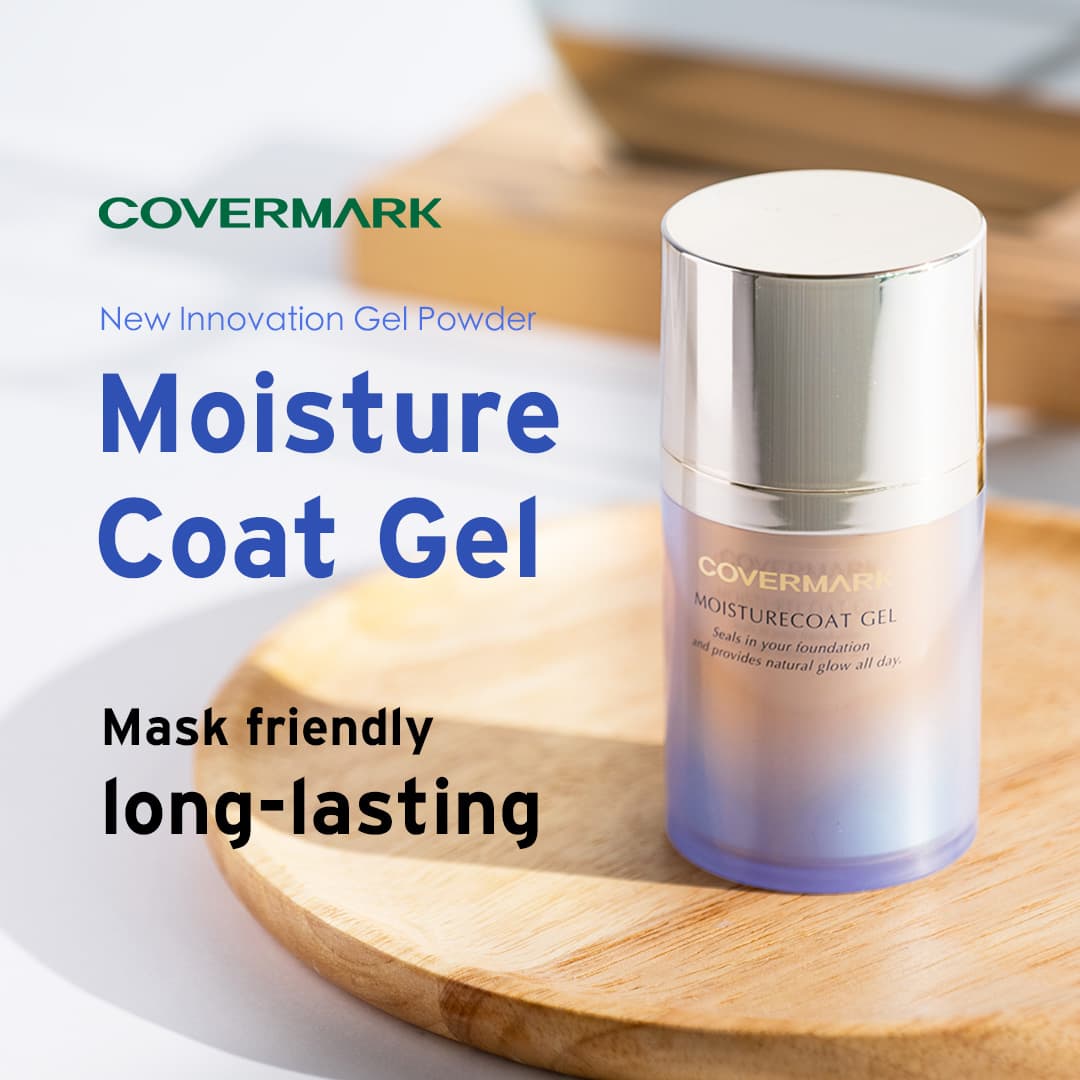 COVERMARK
New Innovation Gel Powder
Moisture
Coat Gel
Mask friendly
long-lasting
COVERMARK
MOISTURECOAT GEL
Seals in your foundation
and provides natural glow all day.